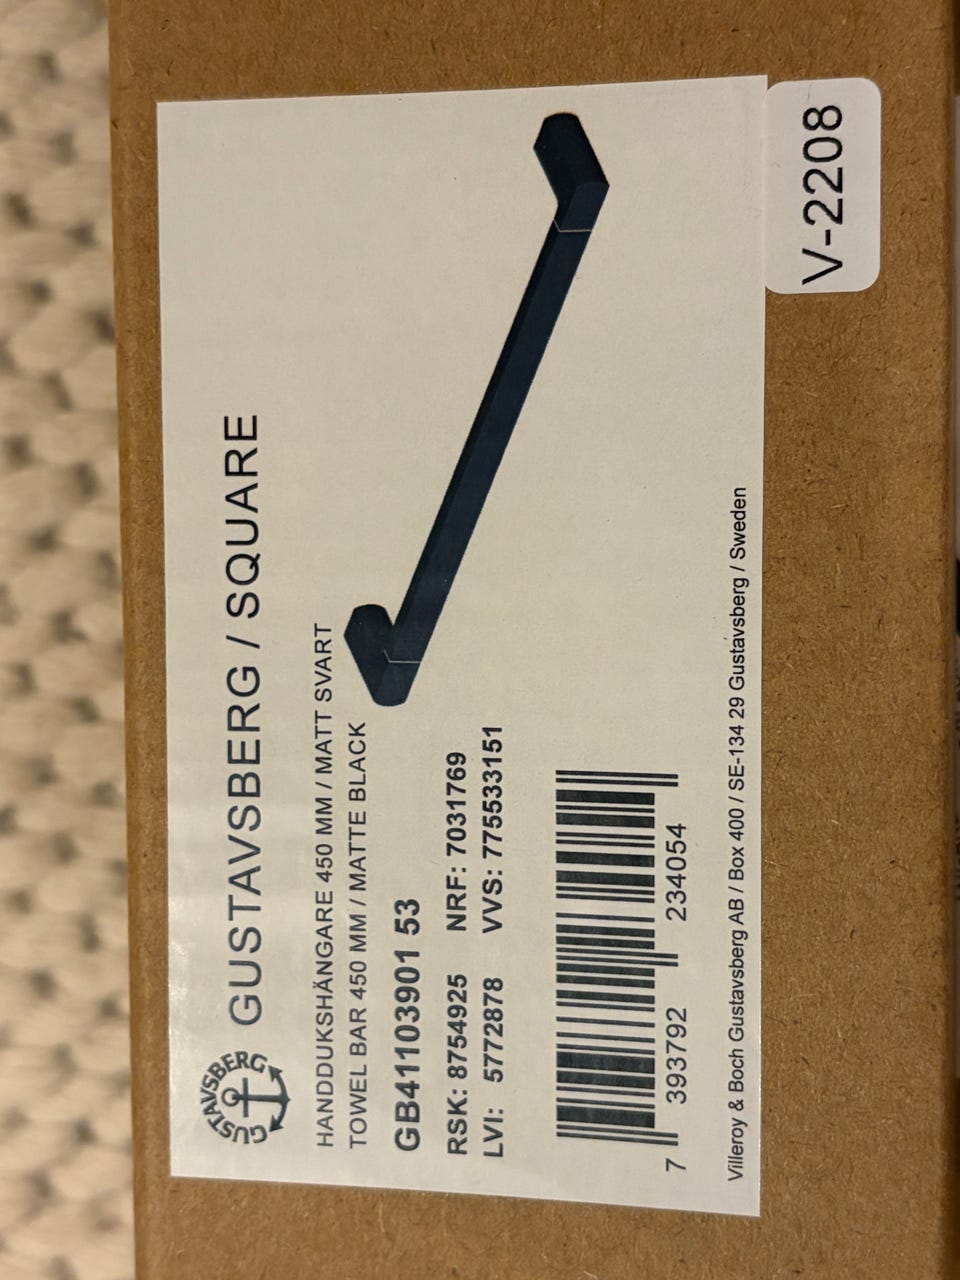 GUSTAVSBERG
GUSTAVSBERG / SQUARE
HANDDUKSHÄNGARE 450 MM / MATT SVART
TOWEL BAR 450 MM / MATTE BLACK
GB41103901 53
RSK: 8754925 NRF: 7031769
LVI: 5772878 VVS: 775533151
7 393792 234054
Villeroy & Boch Gustavsberg AB / Box 400 / SE-134 29 Gustavsberg / Sweden
V-2208